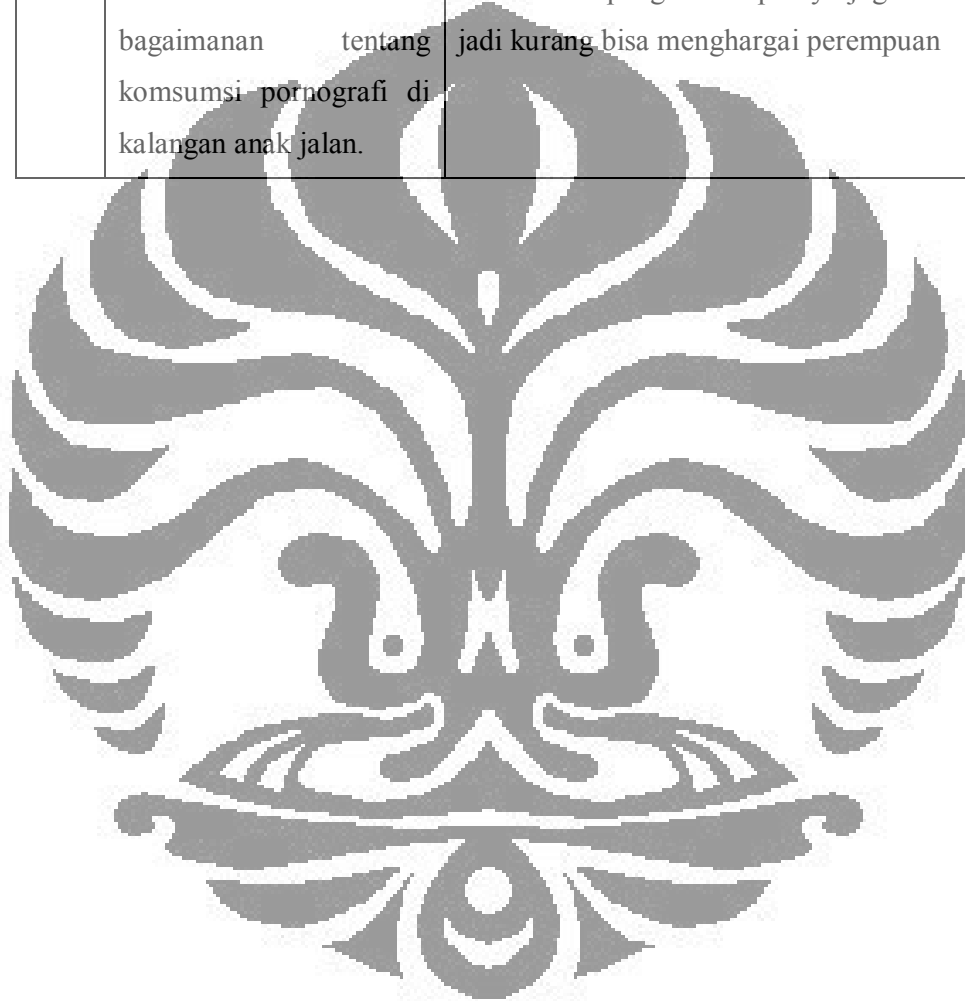 bagaimanan tentang
komsumsi pornografi di
kalangan anak jalan.
jadi kurang bisa menghargai perempuan